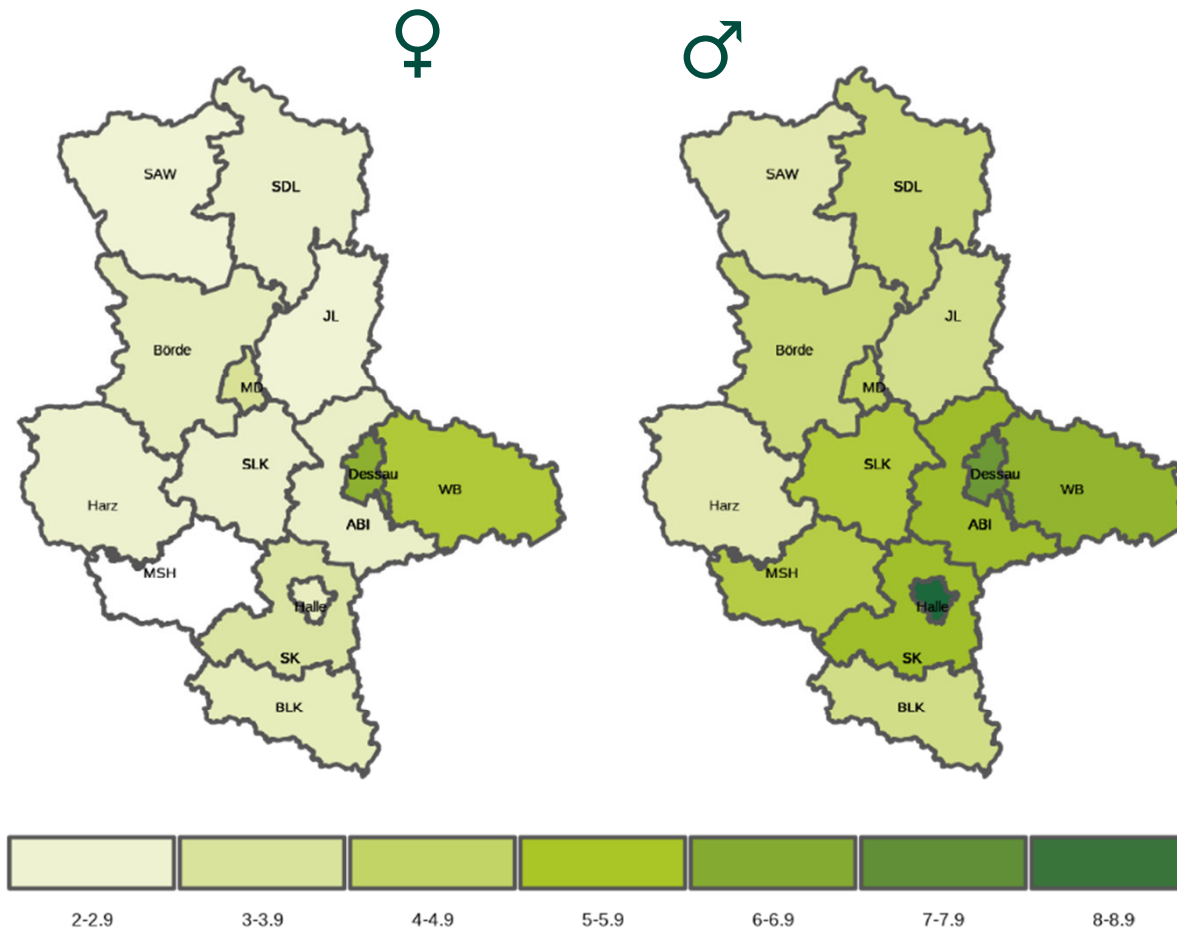 ♀ ♂
SAW
SDL
JL
Börde
MD
SLK
Dessau
WB
Harz
ABI
MSH
Halle
SK
BLK
SAW
SDL
JL
Börde
MD
SLK
Dessau
WB
Harz
ABI
MSH
Halle
SK
BLK
2-2.9 3-3.9 4-4.9 5-5.9 6-6.9 7-7.9 8-8.9